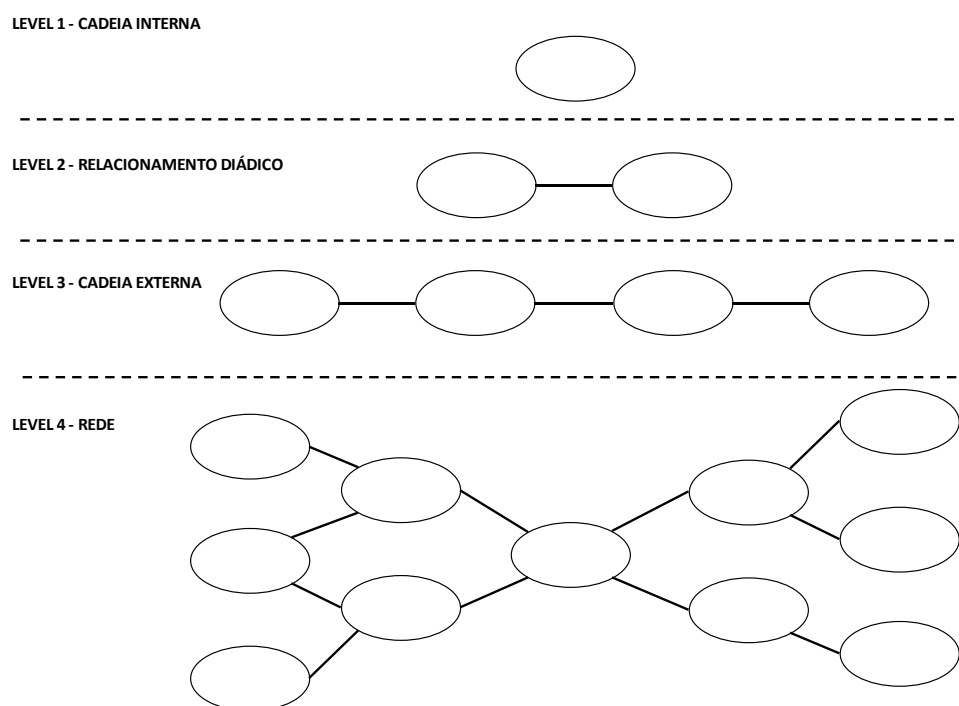 LEVEL 1 - CADEIA INTERNA
LEVEL 2 - RELACIONAMENTO DIÁDICO
LEVEL 3 - CADEIA EXTERNA
LEVEL 4 - REDE